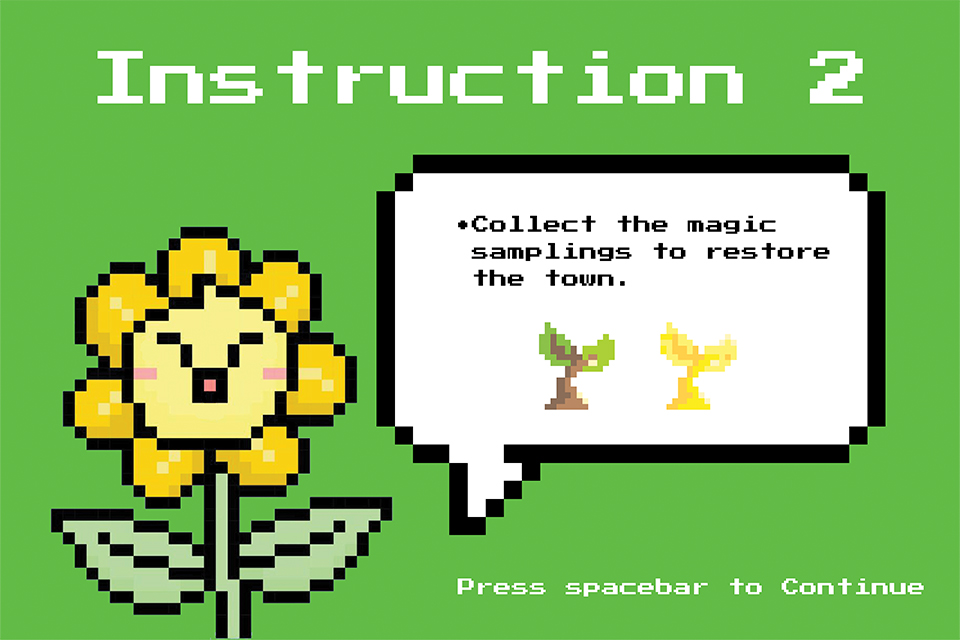 Instruction 2
•Collect the magic
samplings to restore
the town.
Press spacebar to Continue